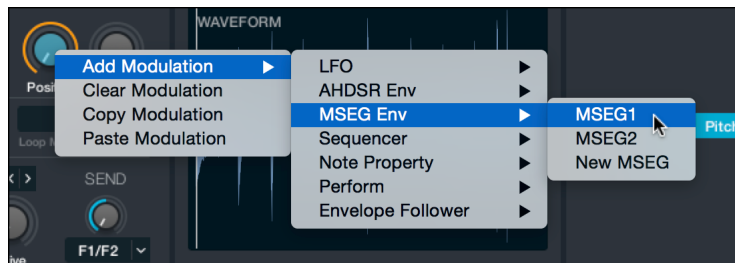 WAVEFORM
Add Modulation
Clear Modulation
Copy Modulation
Paste Modulation
LFO
AHDSR Env
MSEG Env
Sequencer
Note Property
Perform
Envelope Follower
MSEG1
MSEG2
New MSEG
Posi
Loop M
Pitch
SEND
F1/F2
ive